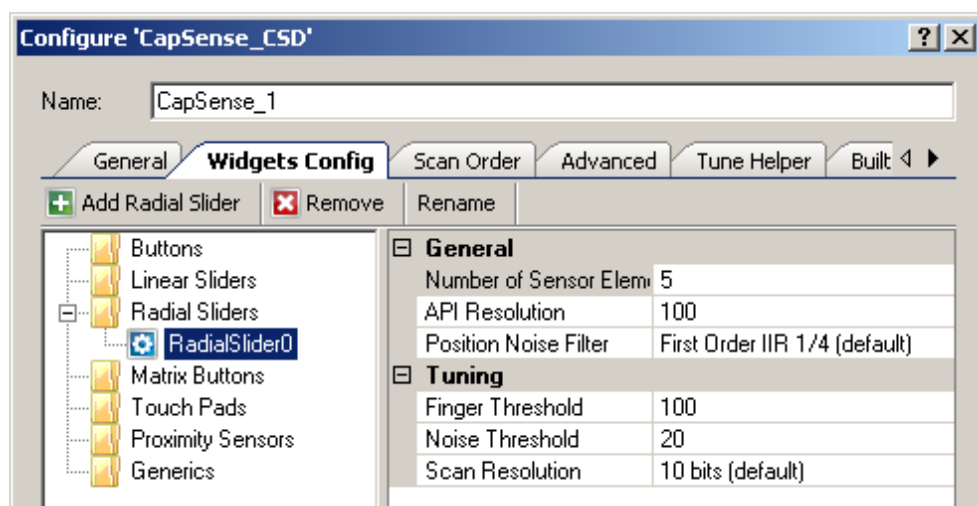 Configure 'CapSense_CSD'
Name: CapSense_1
General Widgets Config Scan Order Advanced Tune Helper Built
Add Radial Slider Remove Rename
Buttons
Linear Sliders
Radial Sliders
RadialSlider0
Matrix Buttons
Touch Pads
Proximity Sensors
Generics
General
Number of Sensor Elem 5
API Resolution 100
Position Noise Filter First Order IIR 1/4 (default)
Tuning
Finger Threshold 100
Noise Threshold 20
Scan Resolution 10 bits (default)